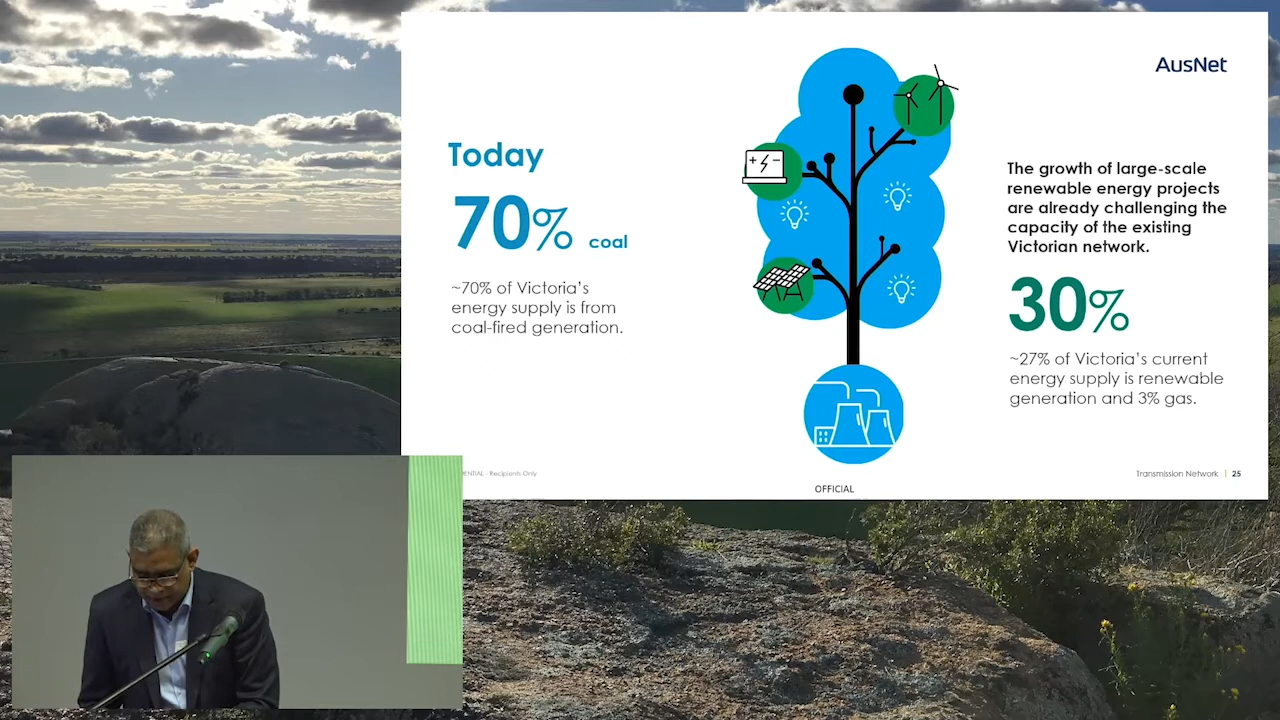 AusNet
Today
70% coal
~70% of Victoria's
energy supply is from
coal-fired generation.
The growth of large-scale
renewable energy projects
are already challenging the
capacity of the existing
Victorian network.
30%
~27% of Victoria's current
energy supply is renewable
generation and 3% gas.
- Recipients Only
Transmission Network | 25
OFFICIAL